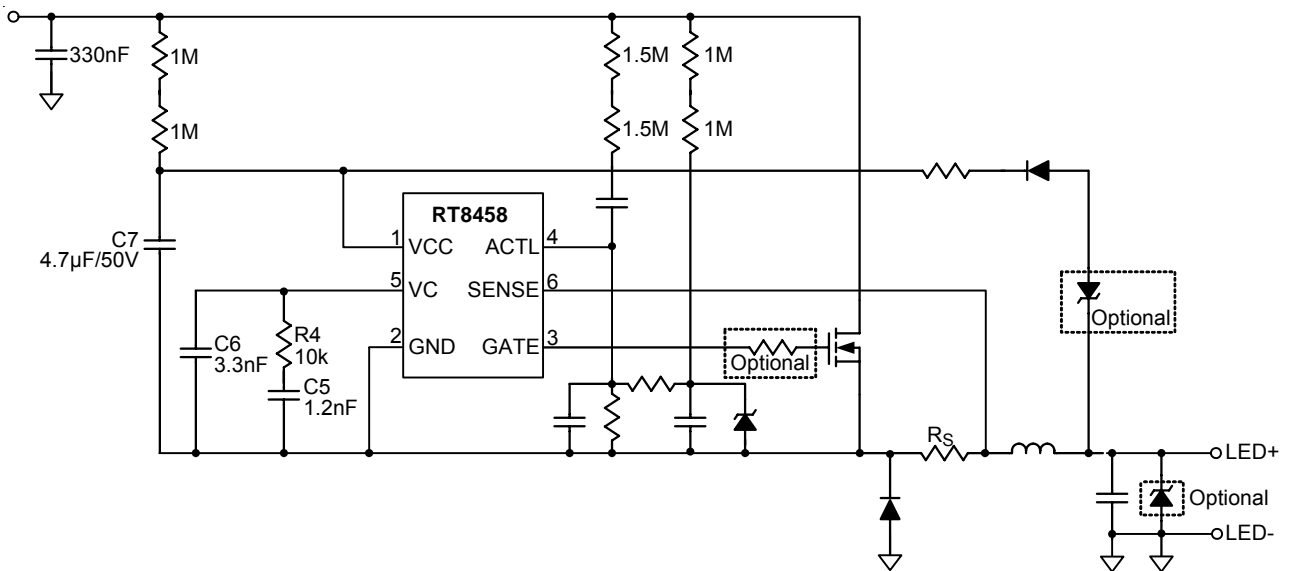 330nF
1M
1.5M
1M
1M
1.5M
1M
RT8458
C7
4.7µF/50V
1
VCC
ACTL
4
5
VC
SENSE
6
2
GND
GATE
3
C6
3.3nF
R4
10k
C5
1.2nF
Optional
Optional
RS
LED+
Optional
LED-